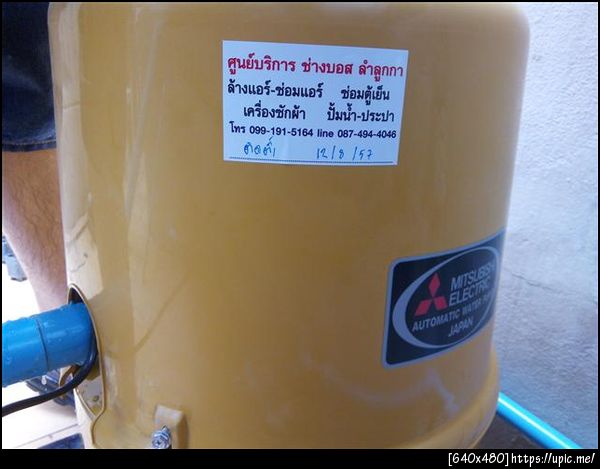 ศูนย์บริการ ช่างบอส ลำลูกกา
ล้างแอร์-ซ่อมแอร์ ซ่อมตู้เย็น
เครื่องซักผ้า ปั้มน้ำ-ประปา
โทร 099-191-5164 line 087-494-4046
ติดตั้ง 12/8/57
MITSUBISHI
ELECTRIC
AUTOMATIC WATER
JAPAN
[640x480]https://upic.me/